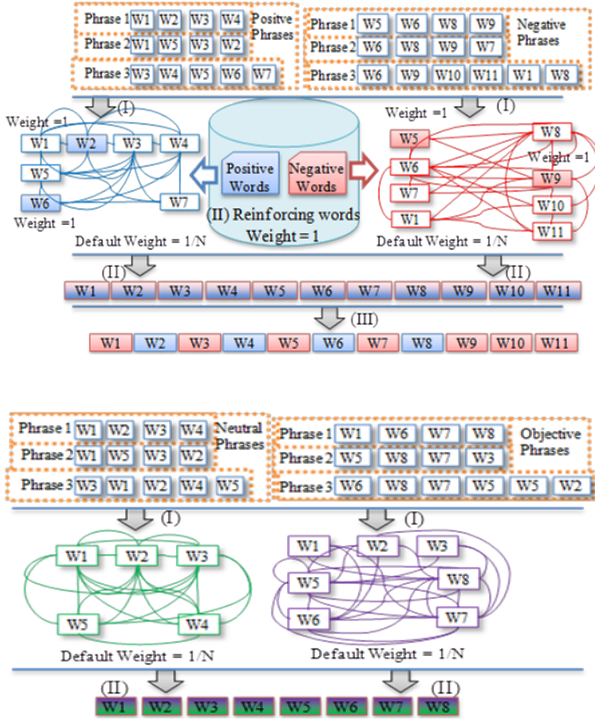 Phrase 1 W1 W2 W3 W4 Positve
Phrase 2 W1 W5 W3 W2 Phrases
Phrase 3 W3 W4 W5 W6 W7
Phrase 1 W5 W6 W8 W9 Negative
Phrase 2 W6 W8 W9 W7 Phrases
Phrase 3 W6 W9 W10 W11 W1 W8
(I) (I)
Weight =1
W1 W2 W3 W4
W5
W6 W7
Weight =1
Default Weight = 1/N
Positive Words
Negative Words
(II) Reinforcing words
Weight = 1
Weight =1
W5 W8
Weight =1
W6 W9
W7 W10
W1 W11
Default Weight = 1/N
(II) (II)
W1 W2 W3 W4 W5 W6 W7 W8 W9 W10 W11
(III)
W1 W2 W3 W4 W5 W6 W7 W8 W9 W10 W11
Phrase 1 W1 W2 W3 W4 Neutral
Phrase 2 W1 W5 W3 W2 Phrases
Phrase 3 W3 W1 W2 W4 W5
Phrase 1 W1 W6 W7 W8 Objective
Phrase 2 W5 W8 W7 W3 Phrases
Phrase 3 W6 W8 W7 W5 W5 W2
(I) (I)
W1 W2 W3
W5 W4
Default Weight = 1/N
W1 W2 W3
W5 W8
W6 W7
Default Weight = 1/N
(II) (II)
W1 W2 W3 W4 W5 W6 W7 W8